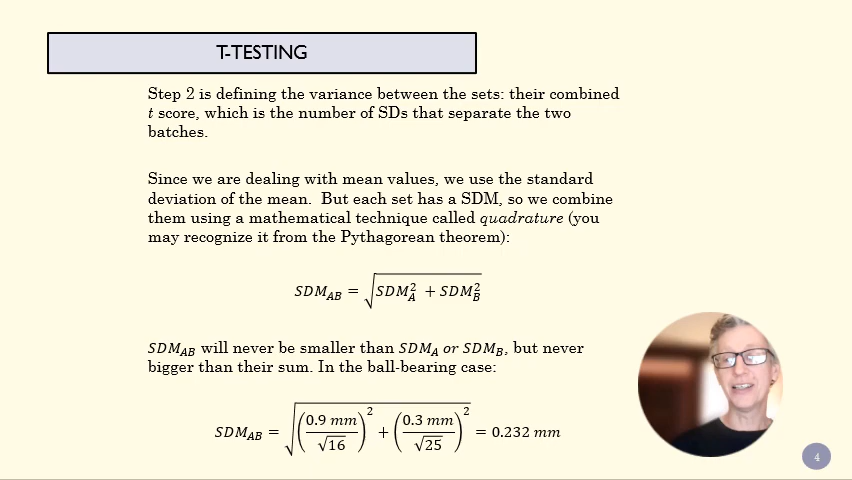 T-TESTING
Step 2 is defining the variance between the sets: their combined
t score, which is the number of SDs that separate the two
batches.
Since we are dealing with mean values, we use the standard
deviation of the mean.  But each set has a SDM, so we combine
them using a mathematical technique called quadrature (you
may recognize it from the Pythagorean theorem):
SDM_AB = √(SDM_A² + SDM_B²)
SDM_AB will never be smaller than SDM_A or SDM_B, but never
bigger than their sum. In the ball-bearing case:
SDM_AB = √((0.9 mm/√16)² + (0.3 mm/√25)²) = 0.232 mm
4